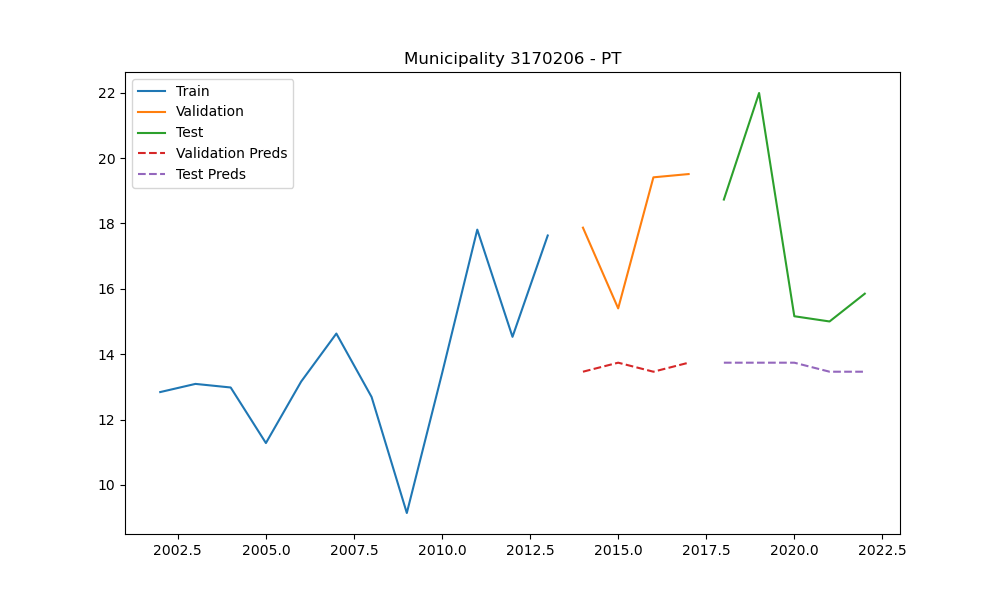 Municipality 3170206 - PT
Train
Validation
Test
Validation Preds
Test Preds
22
20
18
16
14
12
10
2002.5 2005.0 2007.5 2010.0 2012.5 2015.0 2017.5 2020.0 2022.5